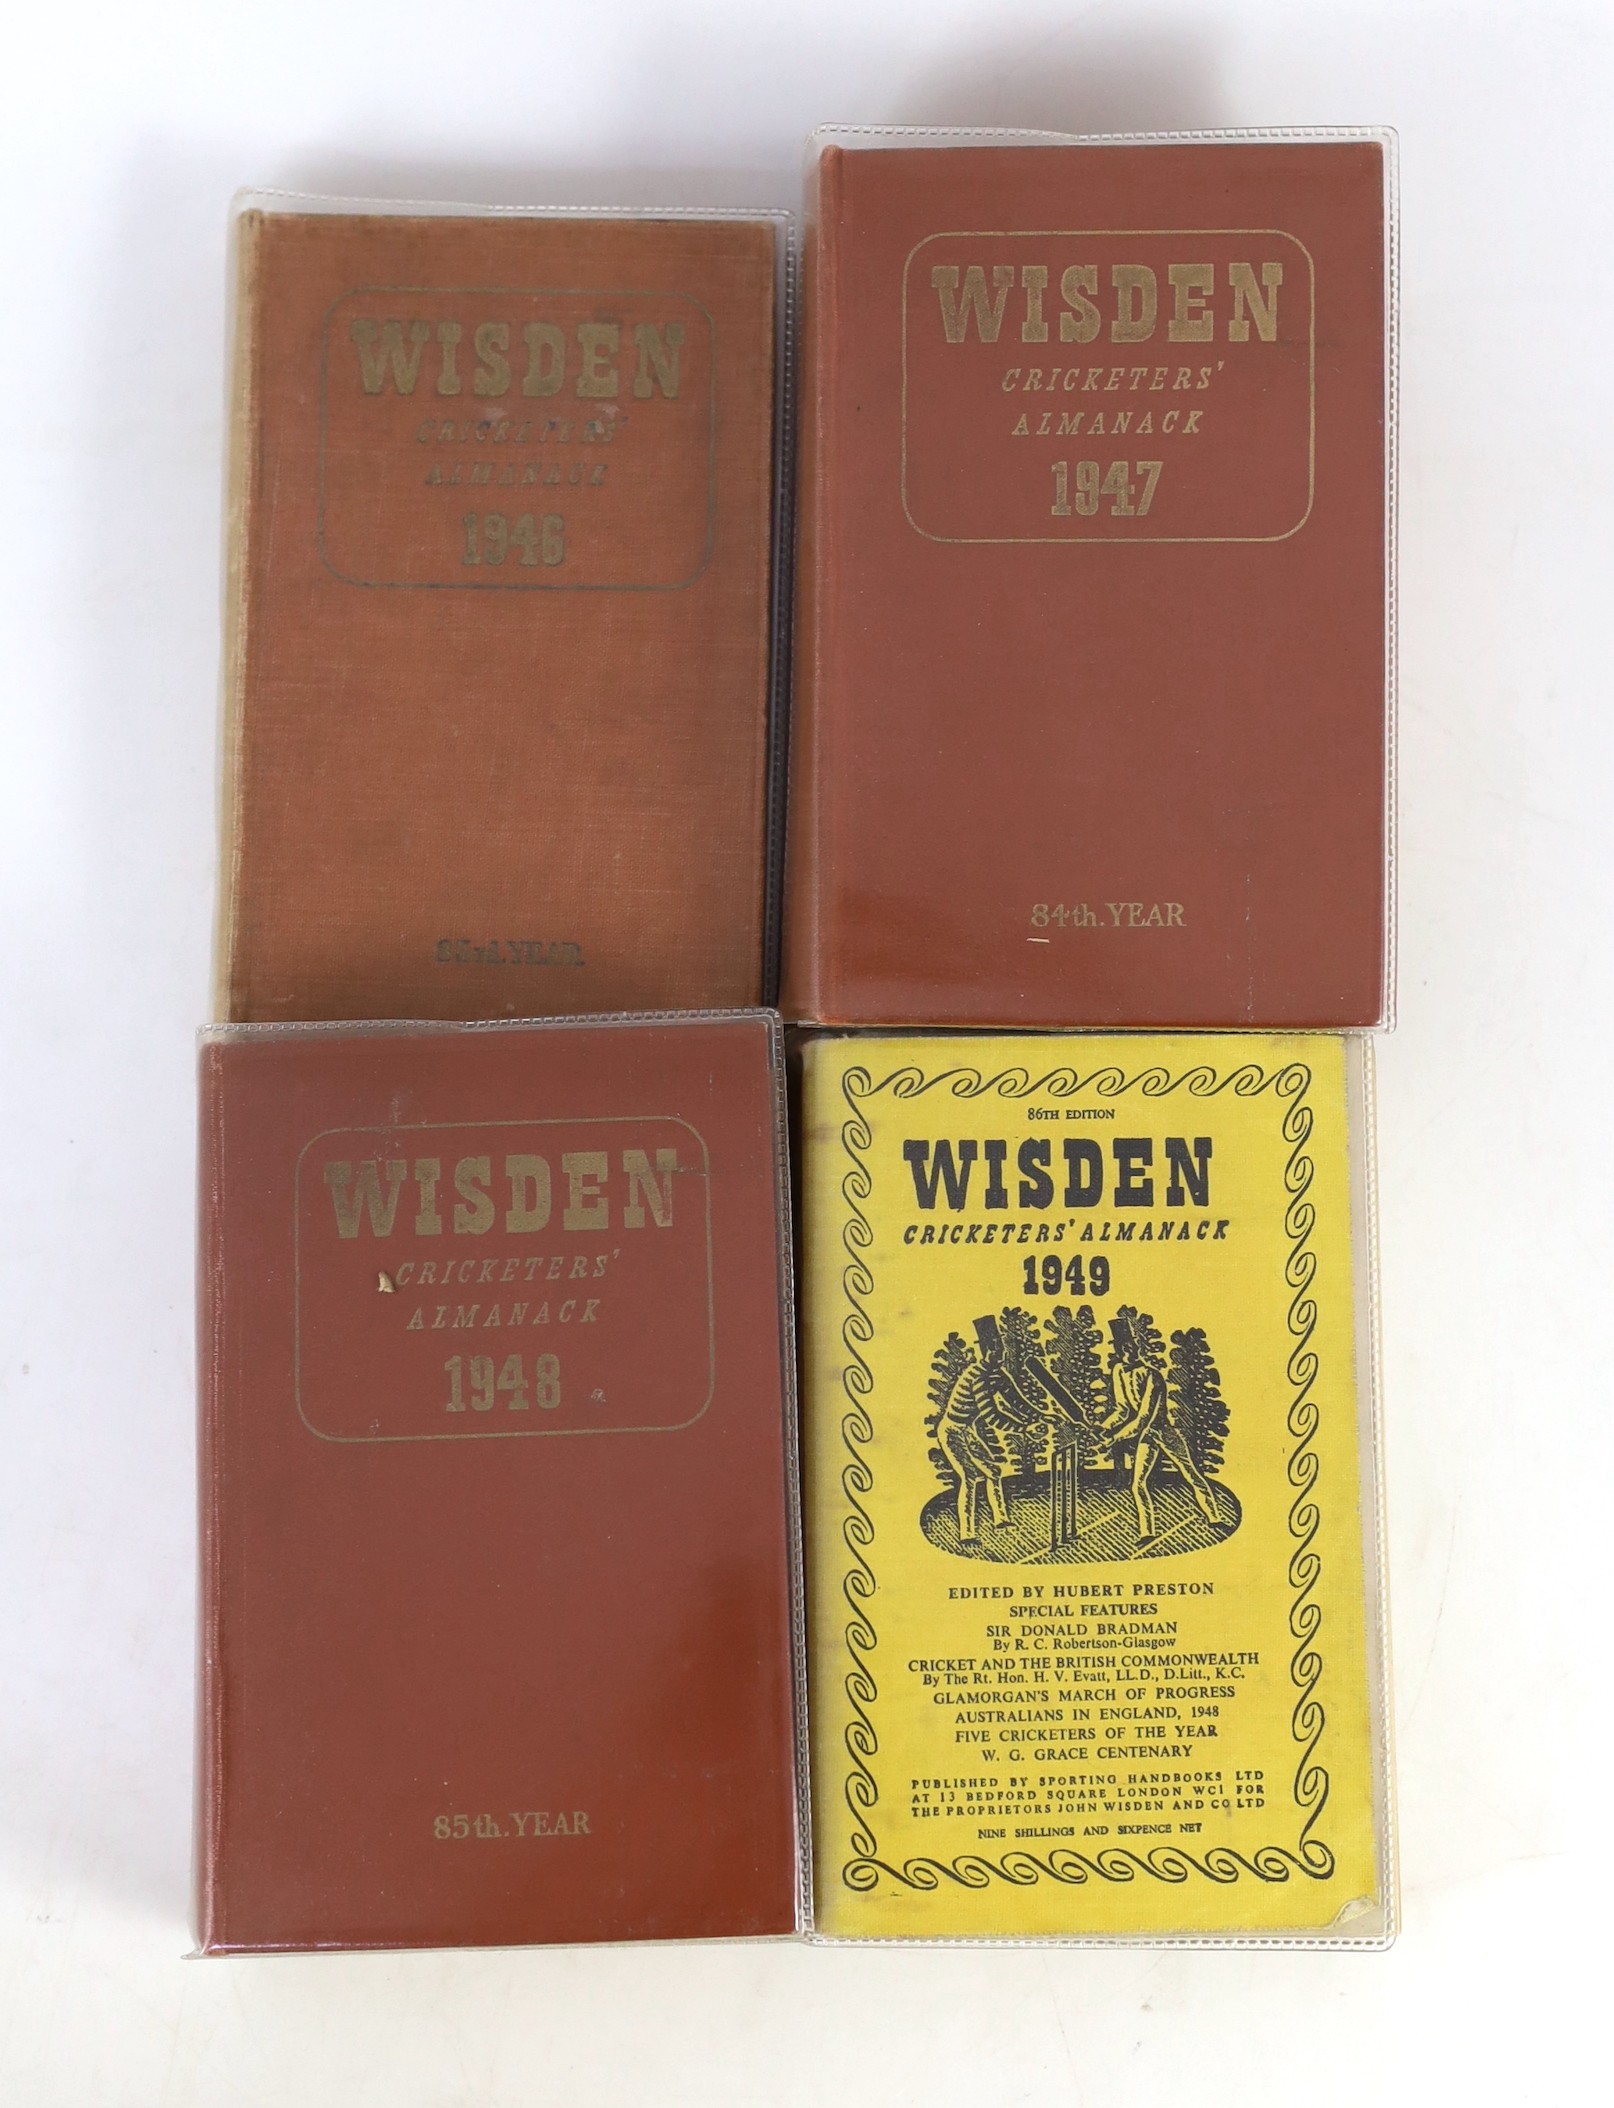 WISDEN
CRICKETERS'
ALMANACK
1946
83rd. YEAR
WISDEN
CRICKETERS'
ALMANACK
1947
84th. YEAR
WISDEN
CRICKETERS'
ALMANACK
1948
85th. YEAR
86TH EDITION
WISDEN
CRICKETERS' ALMANACK
1949
EDITED BY HUBERT PRESTON
SPECIAL FEATURES
SIR DONALD BRADMAN
By R. C. Robertson-Glasgow
CRICKET AND THE BRITISH COMMONWEALTH
By The Rt. Hon. H. V. Evatt, LL.D., D.Litt., K.C.
GLAMORGAN'S MARCH OF PROGRESS
AUSTRALIANS IN ENGLAND, 1948
FIVE CRICKETERS OF THE YEAR
W. G. GRACE CENTENARY
PUBLISHED BY SPORTING HANDBOOKS LTD
AT 13 BEDFORD SQUARE LONDON WC1 FOR
THE PROPRIETORS JOHN WISDEN AND CO LTD
NINE SHILLINGS AND SIXPENCE NET